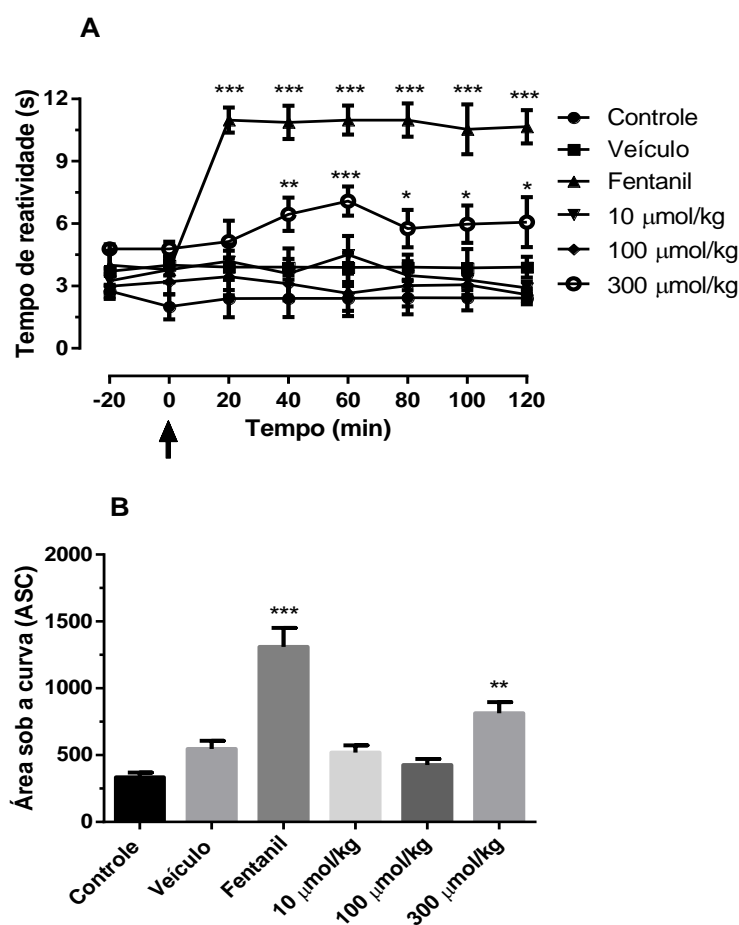 A
Tempo de reatividade (s)
12
9
6
3
0
*** *** *** *** *** ***
** *** * * *
-20 0 20 40 60 80 100 120
Tempo (min)
Controle
Veículo
Fentanil
10 μmol/kg
100 μmol/kg
300 μmol/kg
B
Área sob a curva (ASC)
2000
1500
1000
500
0
***
**
Controle
Veículo
Fentanil
10 μmol/kg
100 μmol/kg
300 μmol/kg